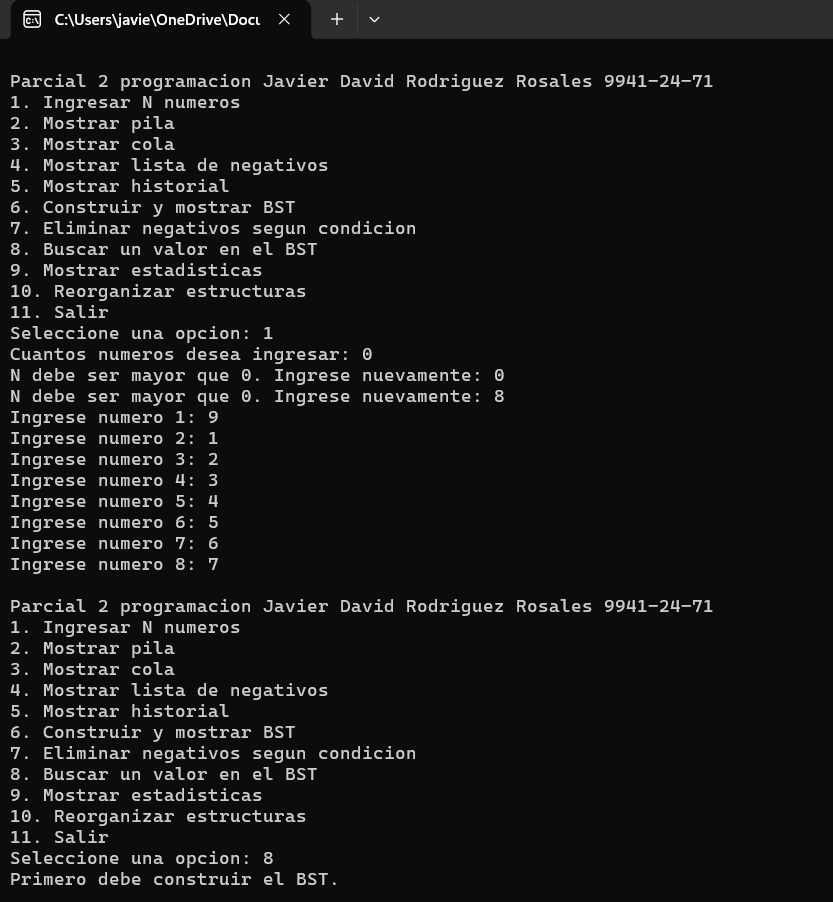 C:\Users\javie\OneDrive\Docu
Parcial 2 programacion Javier David Rodriguez Rosales 9941-24-71
1. Ingresar N numeros
2. Mostrar pila
3. Mostrar cola
4. Mostrar lista de negativos
5. Mostrar historial
6. Construir y mostrar BST
7. Eliminar negativos segun condicion
8. Buscar un valor en el BST
9. Mostrar estadisticas
10. Reorganizar estructuras
11. Salir
Seleccione una opcion: 1
Cuantos numeros desea ingresar: 0
N debe ser mayor que 0. Ingrese nuevamente: 0
N debe ser mayor que 0. Ingrese nuevamente: 8
Ingrese numero 1: 9
Ingrese numero 2: 1
Ingrese numero 3: 2
Ingrese numero 4: 3
Ingrese numero 5: 4
Ingrese numero 6: 5
Ingrese numero 7: 6
Ingrese numero 8: 7
Parcial 2 programacion Javier David Rodriguez Rosales 9941-24-71
1. Ingresar N numeros
2. Mostrar pila
3. Mostrar cola
4. Mostrar lista de negativos
5. Mostrar historial
6. Construir y mostrar BST
7. Eliminar negativos segun condicion
8. Buscar un valor en el BST
9. Mostrar estadisticas
10. Reorganizar estructuras
11. Salir
Seleccione una opcion: 8
Primero debe construir el BST.